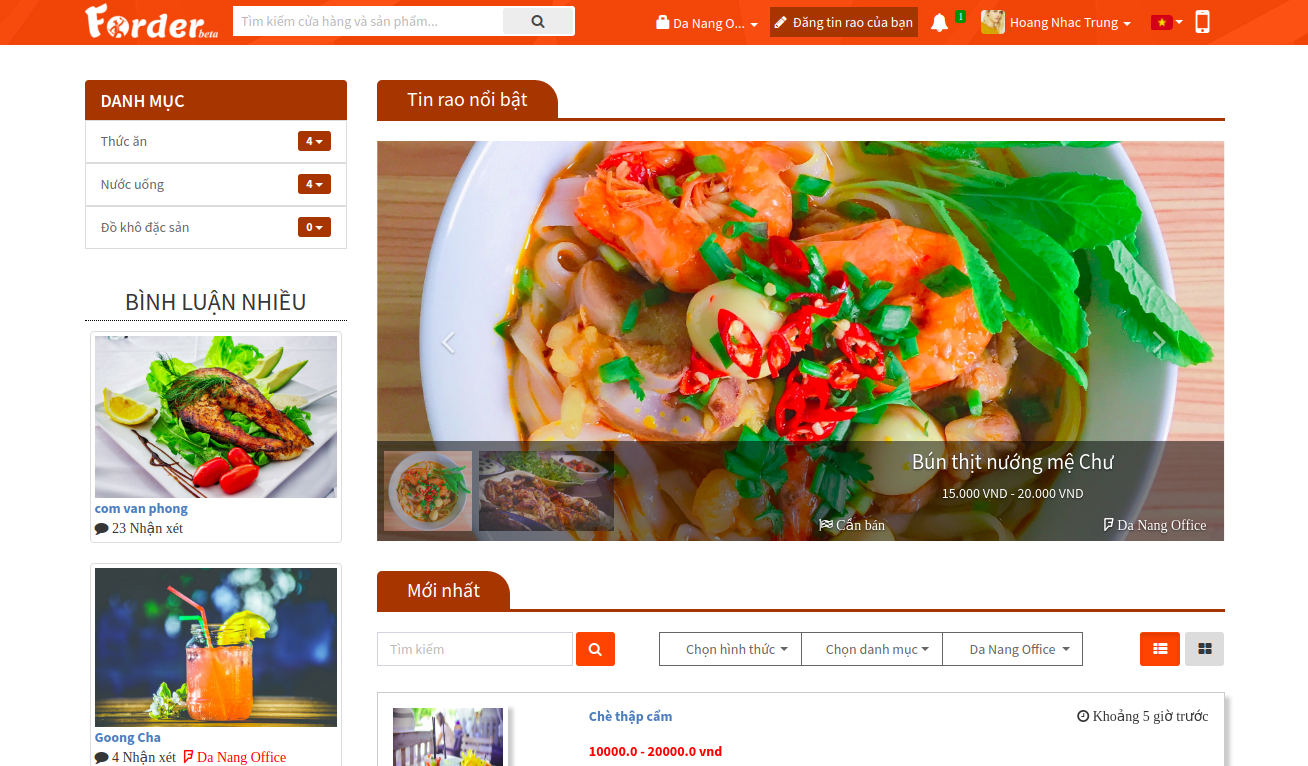 Forder beta
Tìm kiếm cửa hàng và sản phẩm...
Da Nang O...
Đăng tin rao của bạn
1
Hoang Nhac Trung
DANH MỤC
Thức ăn 4
Nước uống 4
Đồ khô đặc sản 0
BÌNH LUẬN NHIỀU
com van phong
23 Nhận xét
Goong Cha
4 Nhận xét Da Nang Office
Tin rao nổi bật
Bún thịt nướng mệ Chư
15.000 VND - 20.000 VND
Cần bán Da Nang Office
Mới nhất
Tìm kiếm
Chọn hình thức
Chọn danh mục
Da Nang Office
Chè thập cẩm
Khoảng 5 giờ trước
10000.0 - 20000.0 vnd